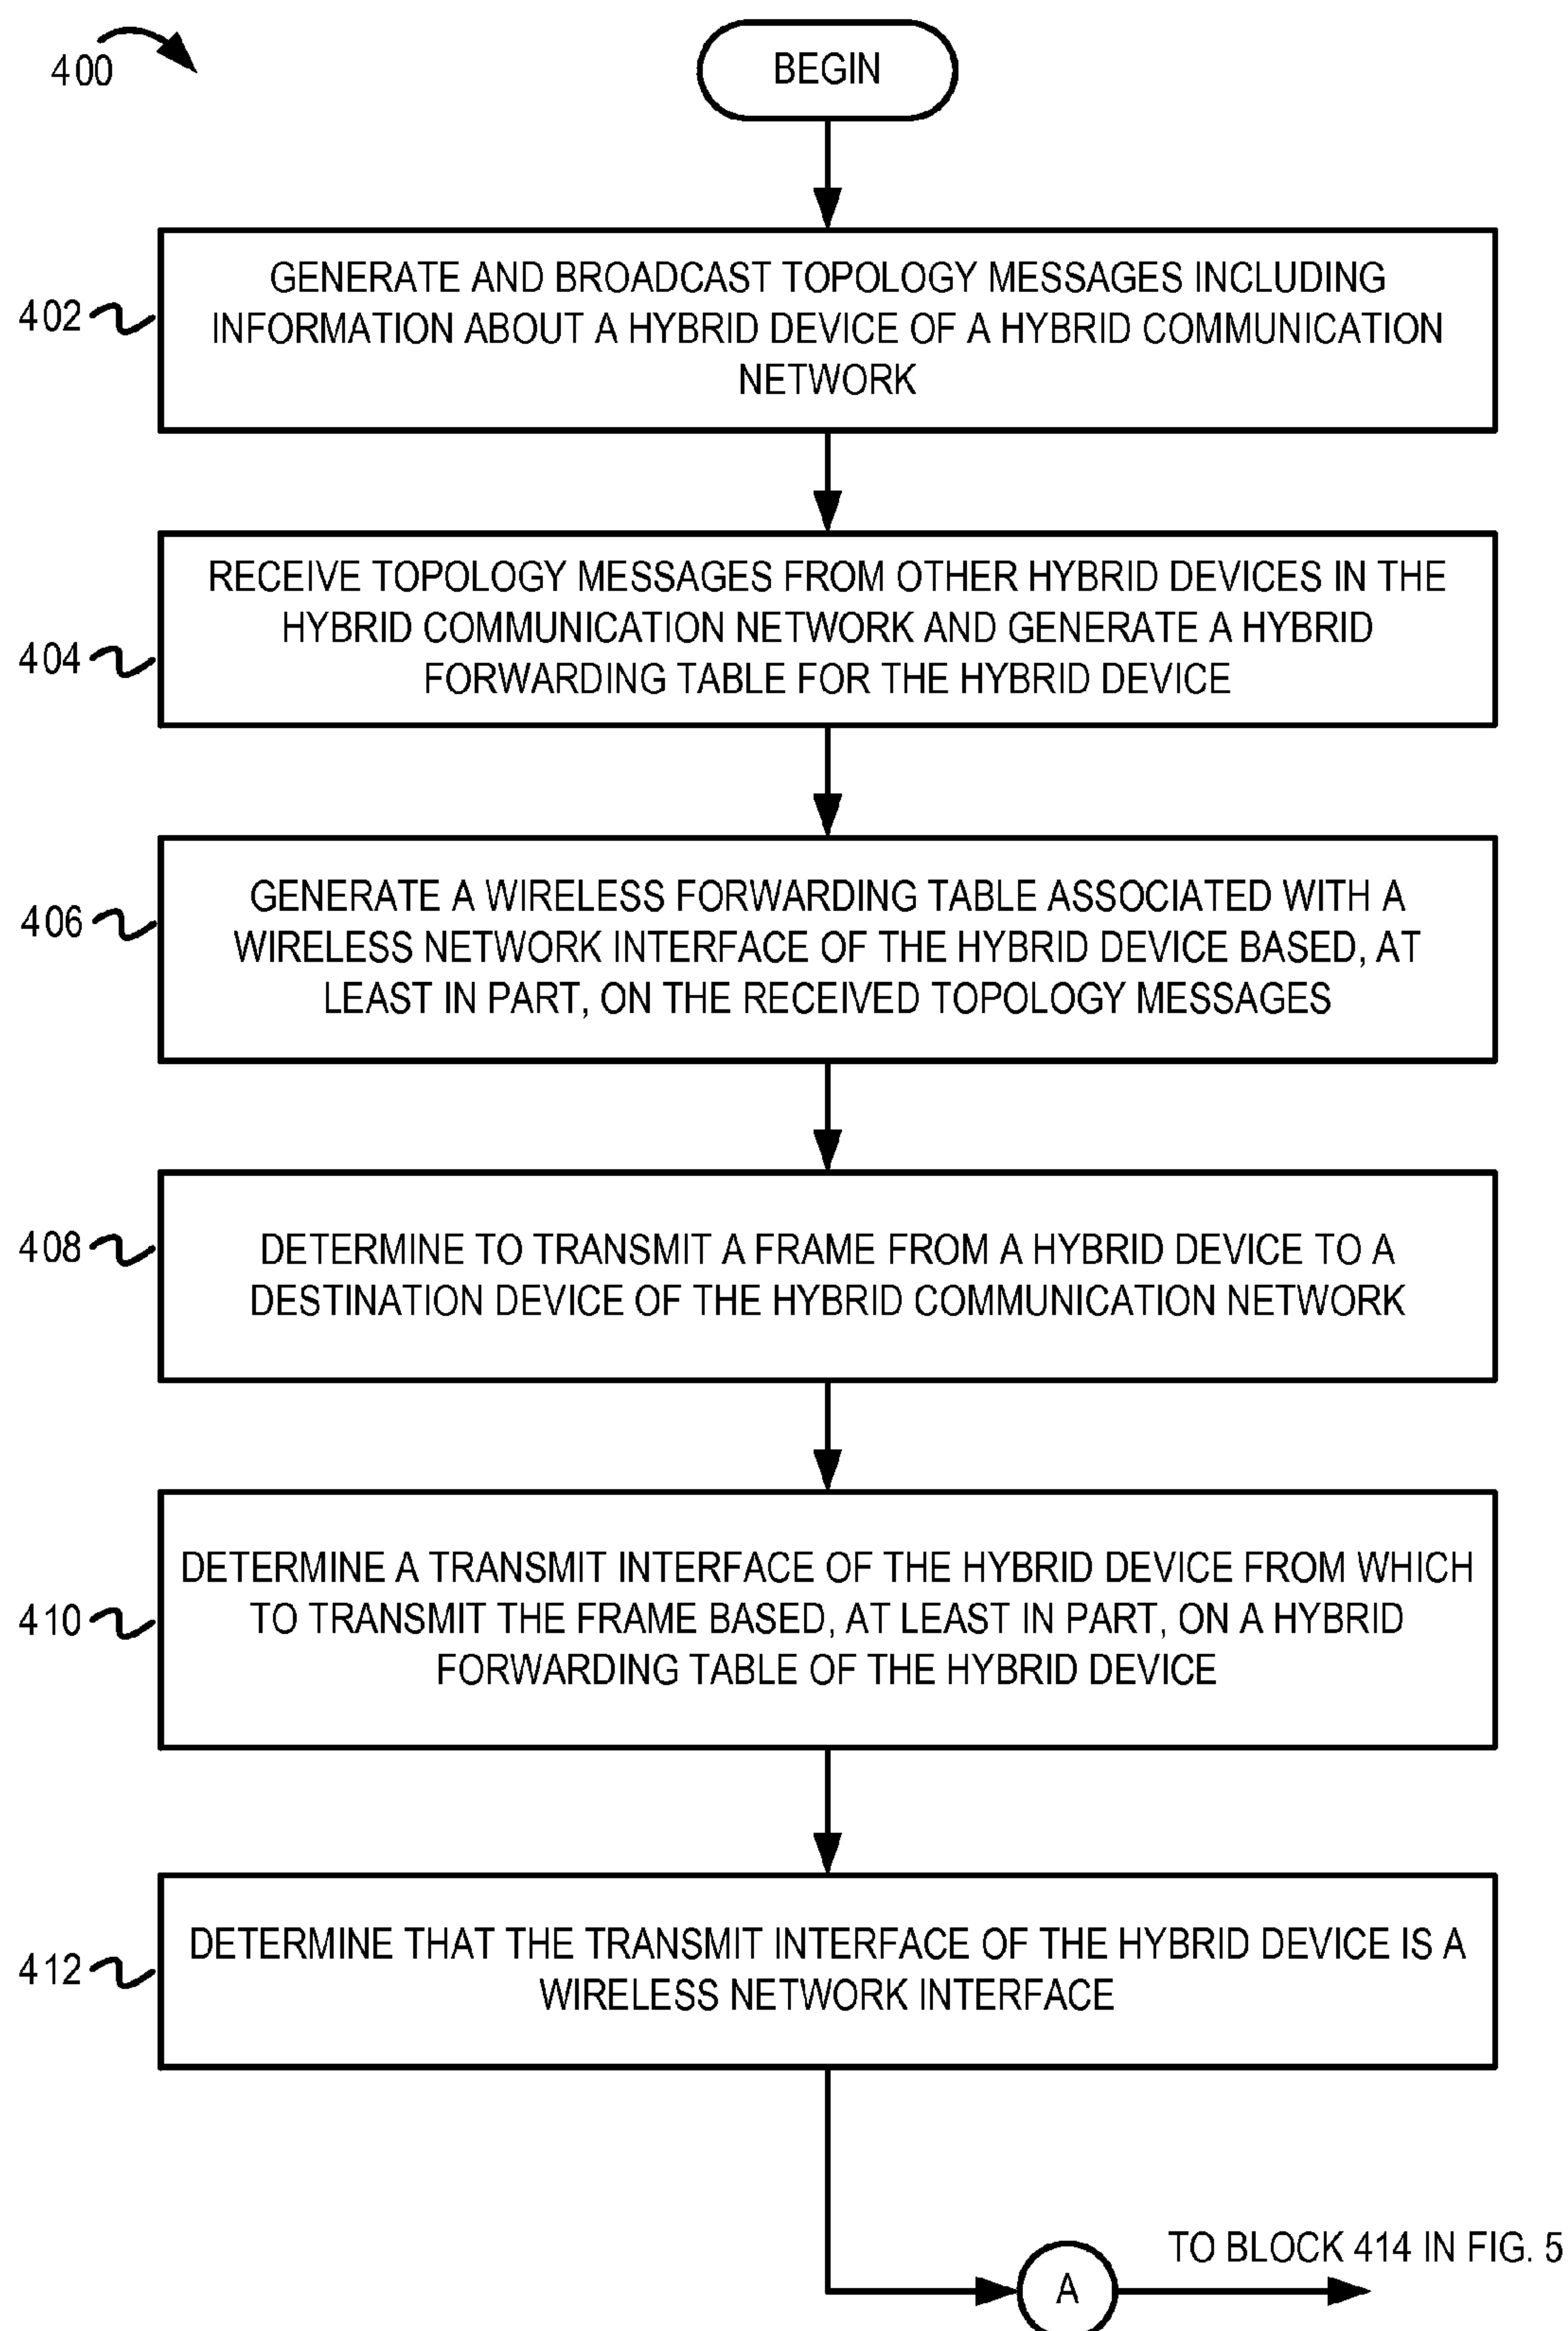 400
BEGIN
402
GENERATE AND BROADCAST TOPOLOGY MESSAGES INCLUDING
INFORMATION ABOUT A HYBRID DEVICE OF A HYBRID COMMUNICATION
NETWORK
404
RECEIVE TOPOLOGY MESSAGES FROM OTHER HYBRID DEVICES IN THE
HYBRID COMMUNICATION NETWORK AND GENERATE A HYBRID
FORWARDING TABLE FOR THE HYBRID DEVICE
406
GENERATE A WIRELESS FORWARDING TABLE ASSOCIATED WITH A
WIRELESS NETWORK INTERFACE OF THE HYBRID DEVICE BASED, AT
LEAST IN PART, ON THE RECEIVED TOPOLOGY MESSAGES
408
DETERMINE TO TRANSMIT A FRAME FROM A HYBRID DEVICE TO A
DESTINATION DEVICE OF THE HYBRID COMMUNICATION NETWORK
410
DETERMINE A TRANSMIT INTERFACE OF THE HYBRID DEVICE FROM WHICH
TO TRANSMIT THE FRAME BASED, AT LEAST IN PART, ON A HYBRID
FORWARDING TABLE OF THE HYBRID DEVICE
412
DETERMINE THAT THE TRANSMIT INTERFACE OF THE HYBRID DEVICE IS A
WIRELESS NETWORK INTERFACE
TO BLOCK 414 IN FIG. 5
A